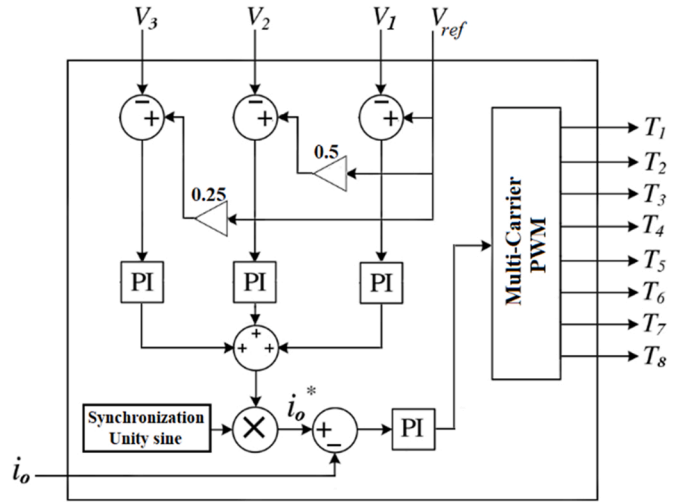 V3
V2
V1
Vref
−
+
−
+
−
+
0.5
0.25
PI
PI
PI
+
+
+
Multi-Carrier
PWM
T1
T2
T3
T4
T5
T6
T7
T8
Synchronization
Unity sine
×
io*
+
−
PI
io